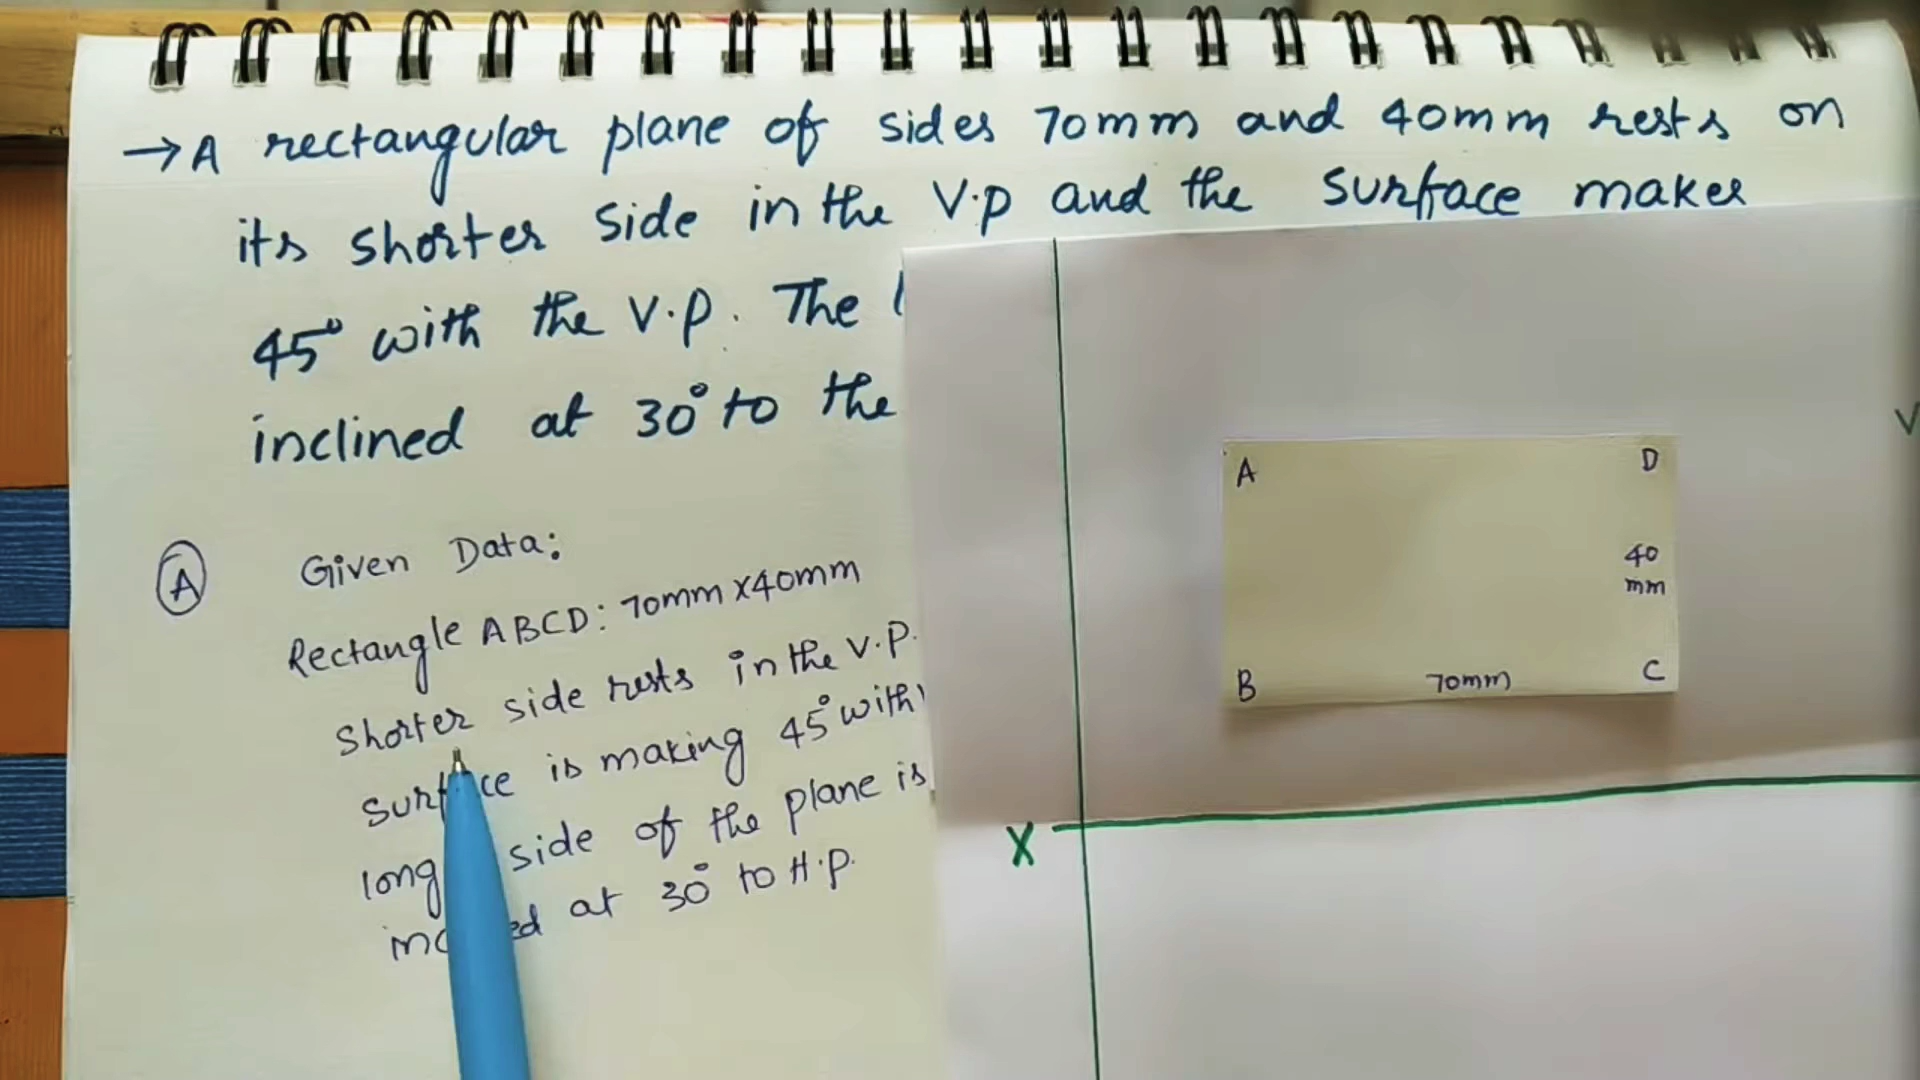 → A rectangular plane of sides 70mm and 40mm rests on
its shorter side in the V.P and the surface makes
45° with the V.P. The
inclined at 30° to the
A Given Data:
Rectangle ABCD: 70mm x 40mm
shorter side rests in the V.P.
is making 45° with
side of the plane is
at 30° to H.P.
A D
40
mm
B 70mm C
V
X